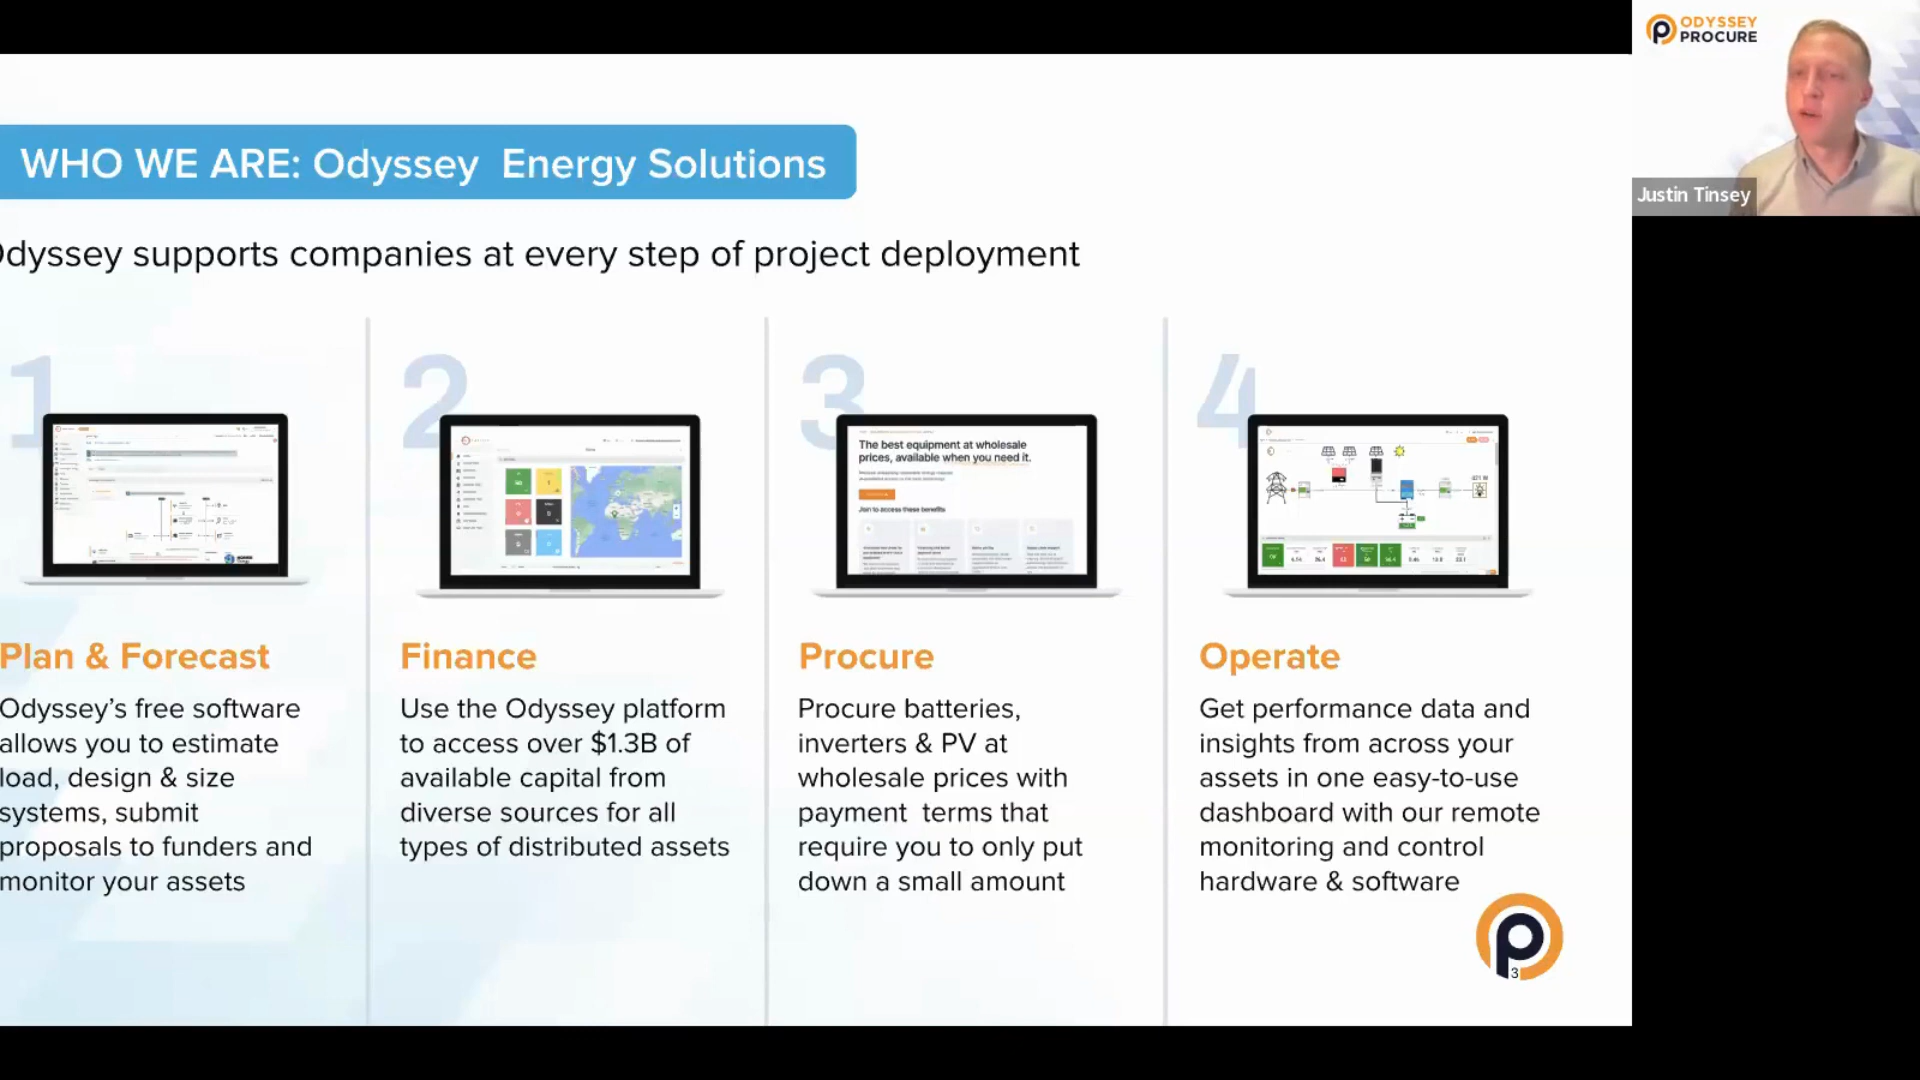 ODYSSEY
PROCURE
Justin Tinsey
WHO WE ARE: Odyssey Energy Solutions
Odyssey supports companies at every step of project deployment
1
2
3
4
The best equipment at wholesale
prices, available when you need it.
Join to access these benefits
Plan & Forecast
Odyssey's free software
allows you to estimate
load, design & size
systems, submit
proposals to funders and
monitor your assets
Finance
Use the Odyssey platform
to access over $1.3B of
available capital from
diverse sources for all
types of distributed assets
Procure
Procure batteries,
inverters & PV at
wholesale prices with
payment terms that
require you to only put
down a small amount
Operate
Get performance data and
insights from across your
assets in one easy-to-use
dashboard with our remote
monitoring and control
hardware & software
3